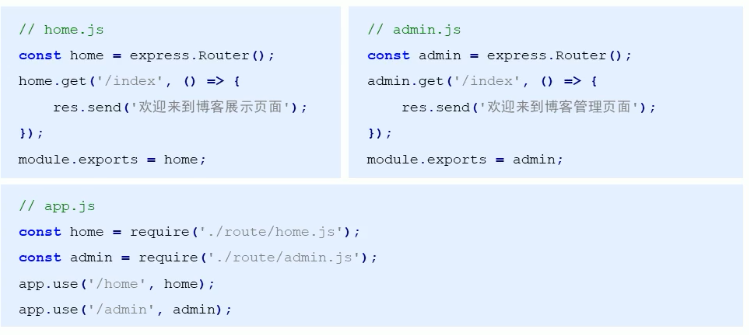 // home.js
const home = express.Router();
home.get('/index', () => {
    res.send('欢迎来到博客展示页面');
});
module.exports = home;
// admin.js
const admin = express.Router();
admin.get('/index', () => {
    res.send('欢迎来到博客管理页面');
});
module.exports = admin;
// app.js
const home = require('./route/home.js');
const admin = require('./route/admin.js');
app.use('/home', home);
app.use('/admin', admin);